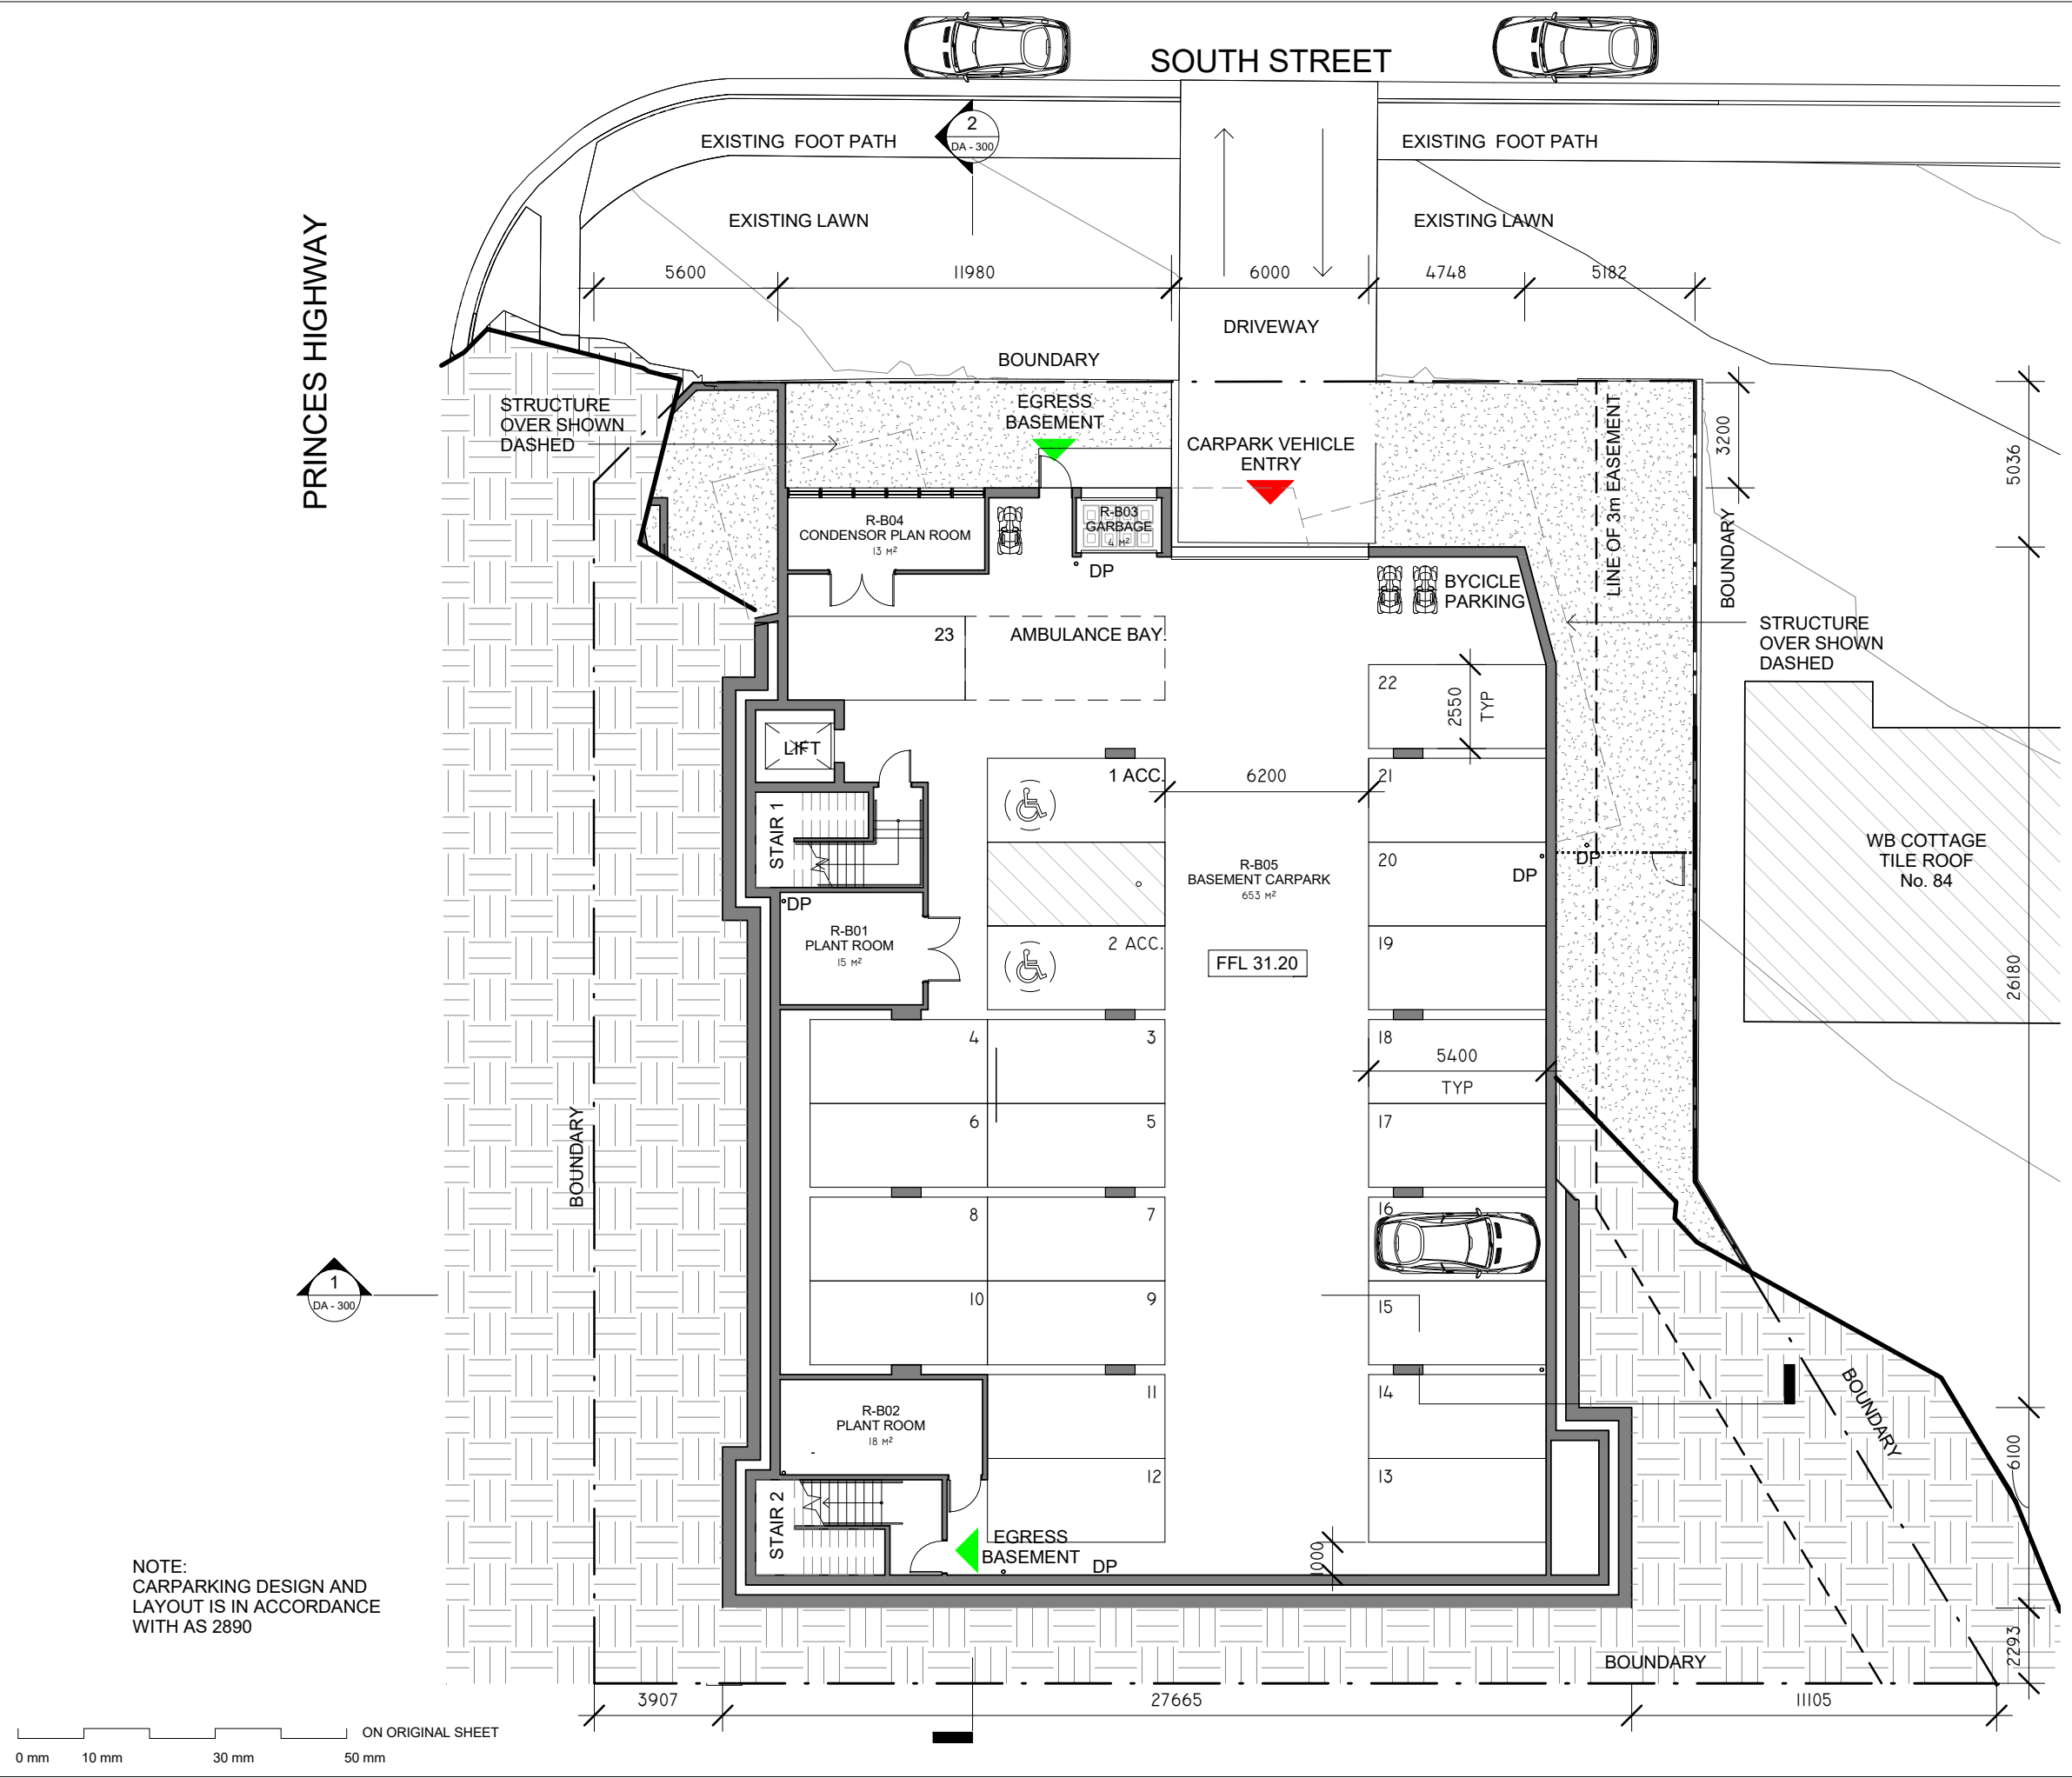 SOUTH STREET
2
DA - 300
EXISTING FOOT PATH
EXISTING FOOT PATH
EXISTING LAWN
EXISTING LAWN
PRINCES HIGHWAY
5600
11980
6000
4748
5182
DRIVEWAY
BOUNDARY
STRUCTURE
OVER SHOWN
DASHED
EGRESS
BASEMENT
CARPARK VEHICLE
ENTRY
LINE OF 3m EASEMENT
3200
5036
BOUNDARY
R-B04
CONDENSOR PLAN ROOM
13 M²
R-B03
GARBAGE
4 M²
DP
BYCICLE
PARKING
STRUCTURE
OVER SHOWN
DASHED
23
AMBULANCE BAY
22
2550
TYP
LIFT
1 ACC.
6200
21
STAIR 1
R-B05
BASEMENT CARPARK
653 M²
20
DP
DP
WB COTTAGE
TILE ROOF
No. 84
DP
R-B01
PLANT ROOM
15 M²
2 ACC.
19
FFL 31.20
26180
4
3
18
5400
TYP
6
5
17
BOUNDARY
8
7
16
1
DA - 300
10
9
15
11
14
BOUNDARY
R-B02
PLANT ROOM
18 M²
6100
12
13
STAIR 2
EGRESS
BASEMENT
DP
1000
NOTE:
CARPARKING DESIGN AND
LAYOUT IS IN ACCORDANCE
WITH AS 2890
2293
BOUNDARY
3907
27665
11105
ON ORIGINAL SHEET
0 mm
10 mm
30 mm
50 mm